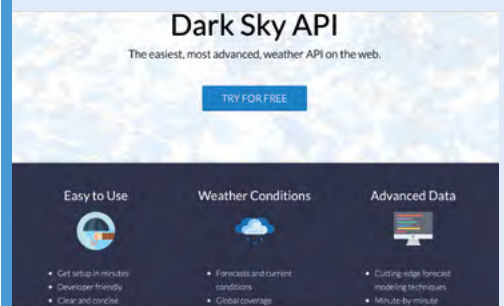 Dark Sky API
The easiest, most advanced, weather API on the web.
TRY FOR FREE
Easy to Use
Weather Conditions
Advanced Data
• Get setup in minutes
• Developer friendly
• Clear and concise
• Forecasts and current
conditions
• Global coverage
• Cutting-edge forecast
modeling techniques
• Minute-by-minute